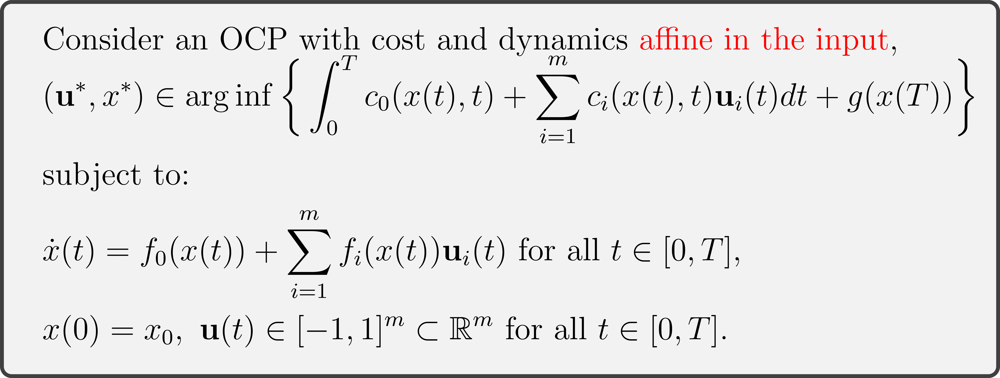 Consider an OCP with cost and dynamics affine in the input,
$(\mathbf{u}^*, x^*) \in \arg\inf \left\{ \int_0^T c_0(x(t), t) + \sum_{i=1}^m c_i(x(t), t)\mathbf{u}_i(t)dt + g(x(T)) \right\}$
subject to:
$\dot{x}(t) = f_0(x(t)) + \sum_{i=1}^m f_i(x(t))\mathbf{u}_i(t)$ for all $t \in [0, T]$,
$x(0) = x_0, \ \mathbf{u}(t) \in [-1, 1]^m \subset \mathbb{R}^m$ for all $t \in [0, T]$.